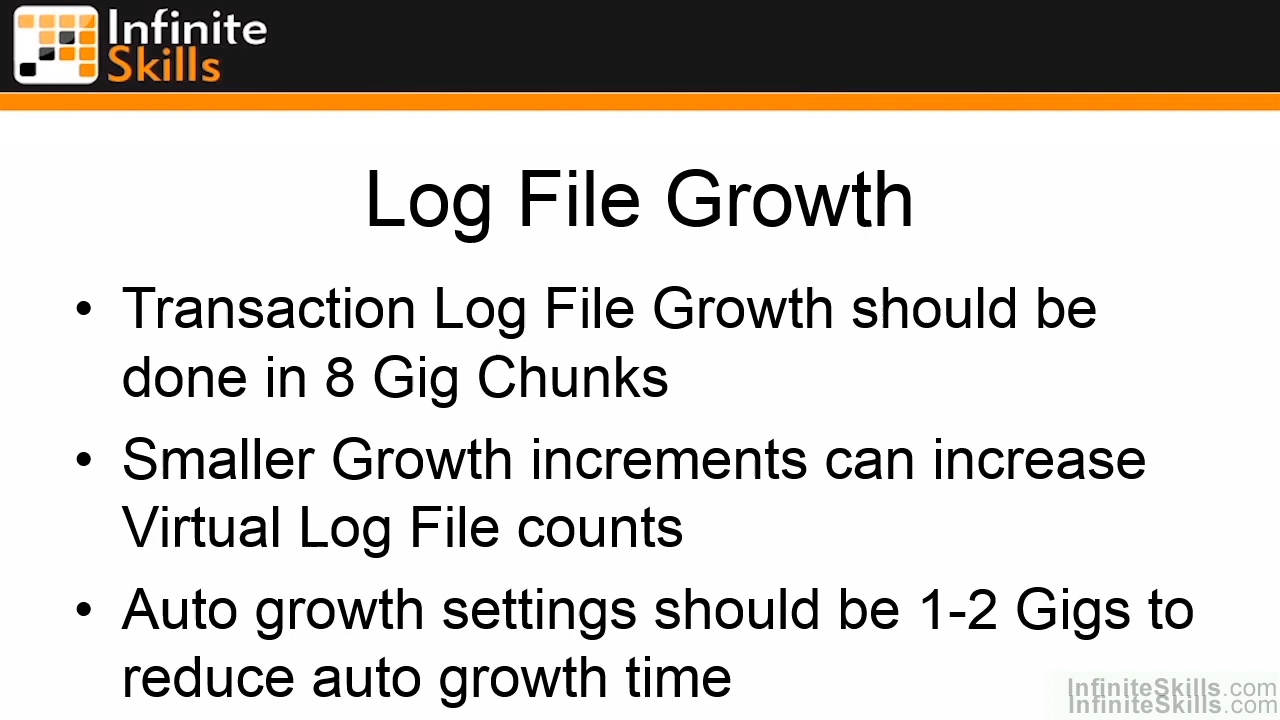 Infinite
Skills
Log File Growth
• Transaction Log File Growth should be
done in 8 Gig Chunks
• Smaller Growth increments can increase
Virtual Log File counts
• Auto growth settings should be 1-2 Gigs to
reduce auto growth time
InfiniteSkills.com
InfiniteSkills.com